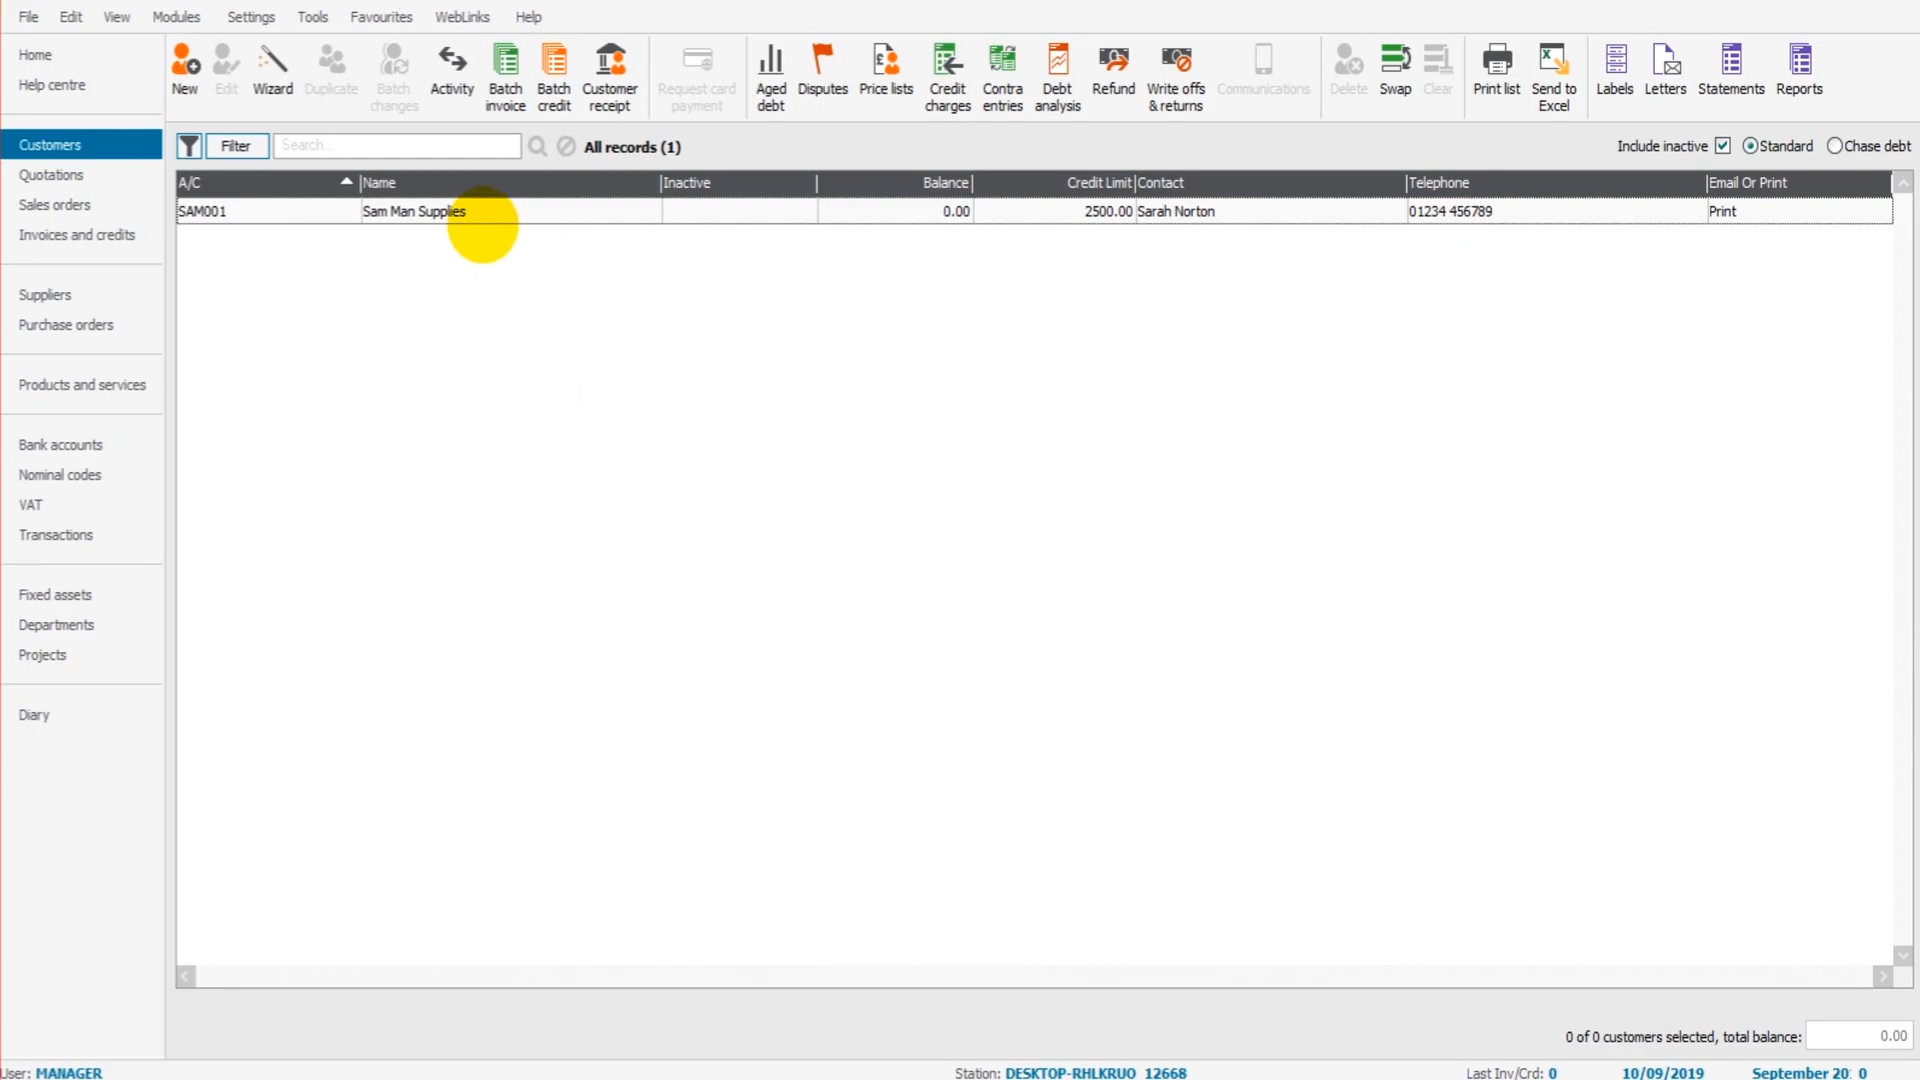 File Edit View Modules Settings Tools Favourites WebLinks Help
Home
Help centre
Customers
Quotations
Sales orders
Invoices and credits
Suppliers
Purchase orders
Products and services
Bank accounts
Nominal codes
VAT
Transactions
Fixed assets
Departments
Projects
Diary
New Edit Wizard Duplicate Batch changes Activity Batch invoice Batch credit Customer receipt Request card payment Aged debt Disputes Price lists Credit charges Contra entries Debt analysis Refund Write offs & returns Communications Delete Swap Clear Print list Send to Excel Labels Letters Statements Reports
Filter Search... All records (1) Include inactive Standard Chase debt
A/C Name Inactive Balance Credit Limit Contact Telephone Email Or Print
SAM001 Sam Man Supplies 0.00 2500.00 Sarah Norton 01234 456789 Print
0 of 0 customers selected, total balance: 0.00
User: MANAGER Station: DESKTOP-RHLKRUO 12668 Last Inv/Crd: 0 10/09/2019 September 20 0